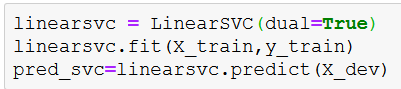 linearsvc = LinearSVC(dual=True)
linearsvc.fit(X_train,y_train)
pred_svc=linearsvc.predict(X_dev)